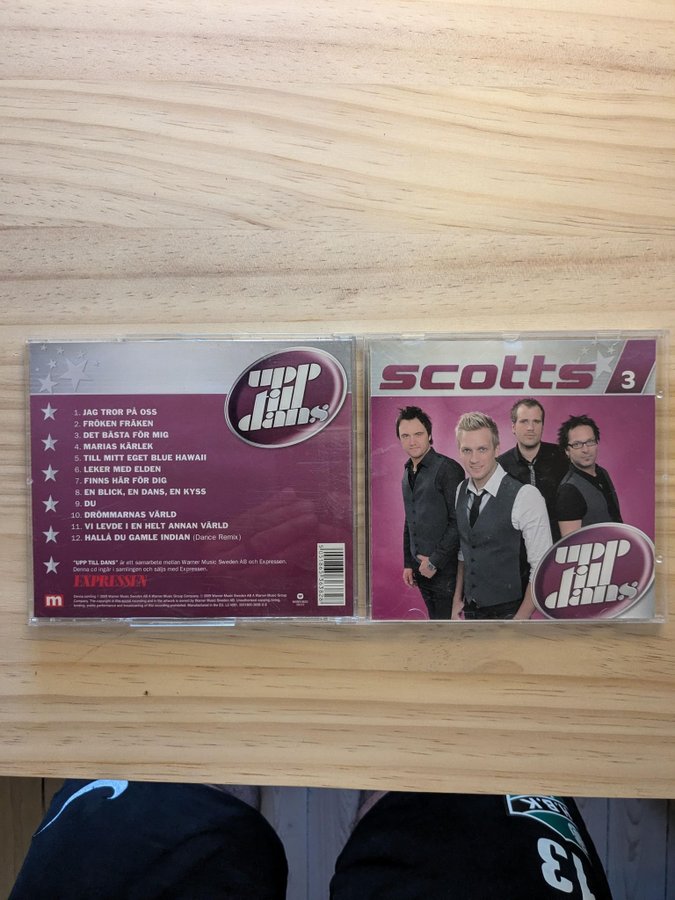 upp
till
dans
1. JAG TROR PÅ OSS
2. FRÖKEN FRÄKEN
3. DET BÄSTA FÖR MIG
4. MARIAS KÄRLEK
5. TILL MITT EGET BLUE HAWAII
6. LEKER MED ELDEN
7. FINNS HÄR FÖR DIG
8. EN BLICK, EN DANS, EN KYSS
9. DU
10. DRÖMMARNAS VÄRLD
11. VI LEVDE I EN HELT ANNAN VÄRLD
12. HALLÅ DU GAMLE INDIAN (Dance Remix)
"UPP TILL DANS" är ett samarbete mellan Warner Music Sweden AB och Expressen.
Denna cd ingår i samlingen och säljs med Expressen.
EXPRESSEN
m
scotts 3
upp
till
dans
13